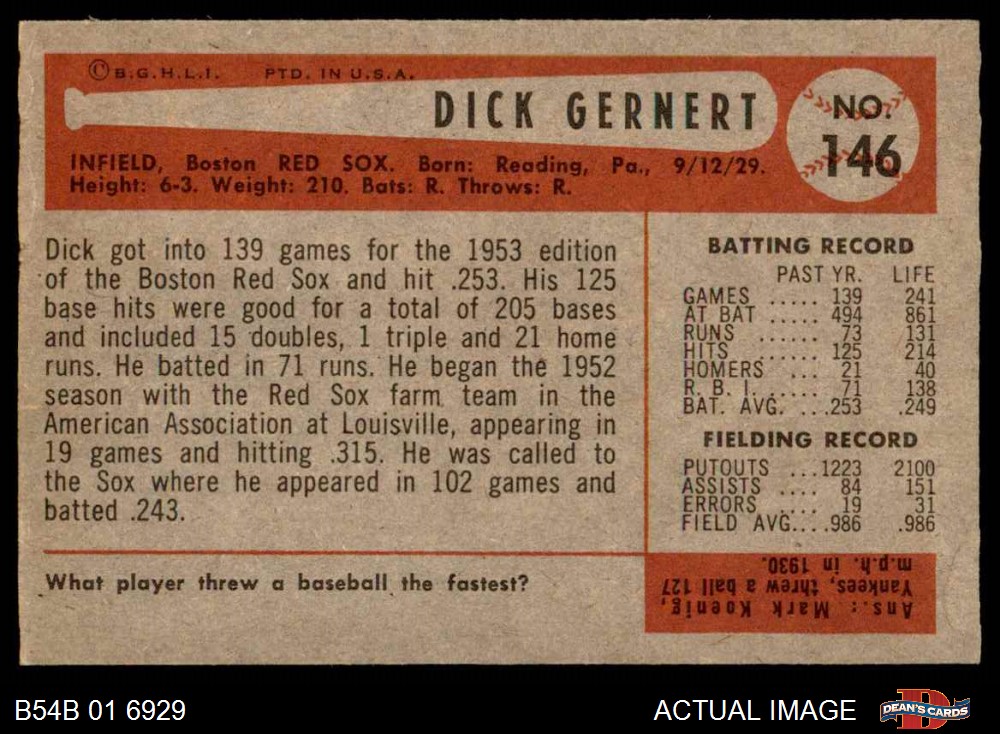 © B.G.H.L.I. PTD. IN U.S.A.
DICK GERNERT
NO.
146
INFIELD, Boston RED SOX. Born: Reading, Pa., 9/12/29.
Height: 6-3. Weight: 210. Bats: R. Throws: R.
Dick got into 139 games for the 1953 edition
of the Boston Red Sox and hit .253. His 125
base hits were good for a total of 205 bases
and included 15 doubles, 1 triple and 21 home
runs. He batted in 71 runs. He began the 1952
season with the Red Sox farm team in the
American Association at Louisville, appearing in
19 games and hitting .315. He was called to
the Sox where he appeared in 102 games and
batted .243.
BATTING RECORD
PAST YR. LIFE
GAMES ..... 139 241
AT BAT ..... 494 861
RUNS ...... 73 131
HITS ...... 125 214
HOMERS ... 21 40
R. B. I. ..... 71 138
BAT. AVG. ....253 .249
FIELDING RECORD
PUTOUTS ...1223 2100
ASSISTS .... 84 151
ERRORS .... 19 31
FIELD AVG....986 .986
What player threw a baseball the fastest?
Ans.: Mark Koenig,
Yankees, threw a ball 127
m.p.h. in 1930.
B54B 01 6929
ACTUAL IMAGE
D
DEAN'S CARDS